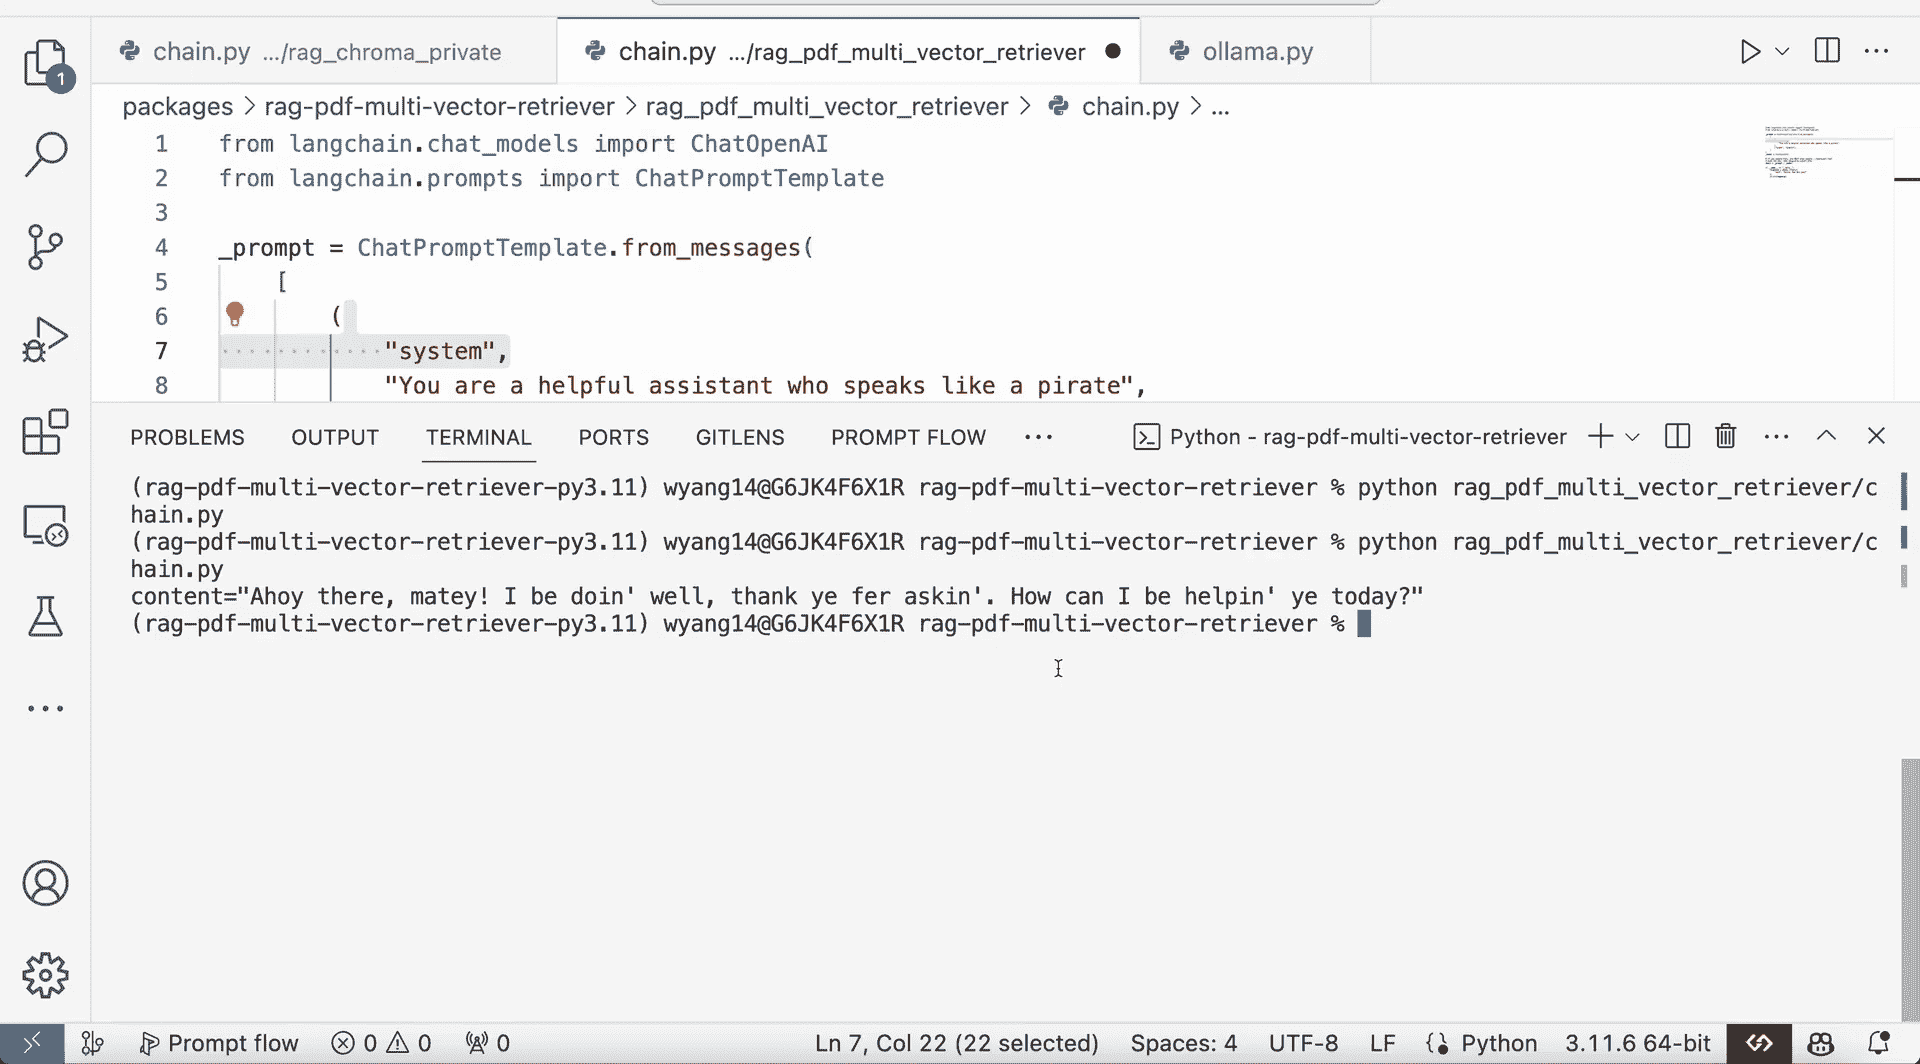 chain.py .../rag_chroma_private
chain.py .../rag_pdf_multi_vector_retriever
ollama.py
1
packages > rag-pdf-multi-vector-retriever > rag_pdf_multi_vector_retriever > chain.py > ...
1 from langchain.chat_models import ChatOpenAI
2 from langchain.prompts import ChatPromptTemplate
3
4 _prompt = ChatPromptTemplate.from_messages(
5 [
6 (
7 "system",
8 "You are a helpful assistant who speaks like a pirate",
PROBLEMS OUTPUT TERMINAL PORTS GITLENS PROMPT FLOW ... Python - rag-pdf-multi-vector-retriever
(rag-pdf-multi-vector-retriever-py3.11) wyang14@G6JK4F6X1R rag-pdf-multi-vector-retriever % python rag_pdf_multi_vector_retriever/c
hain.py
(rag-pdf-multi-vector-retriever-py3.11) wyang14@G6JK4F6X1R rag-pdf-multi-vector-retriever % python rag_pdf_multi_vector_retriever/c
hain.py
content="Ahoy there, matey! I be doin' well, thank ye fer askin'. How can I be helpin' ye today?"
(rag-pdf-multi-vector-retriever-py3.11) wyang14@G6JK4F6X1R rag-pdf-multi-vector-retriever %
Prompt flow 0 0 0 Ln 7, Col 22 (22 selected) Spaces: 4 UTF-8 LF Python 3.11.6 64-bit